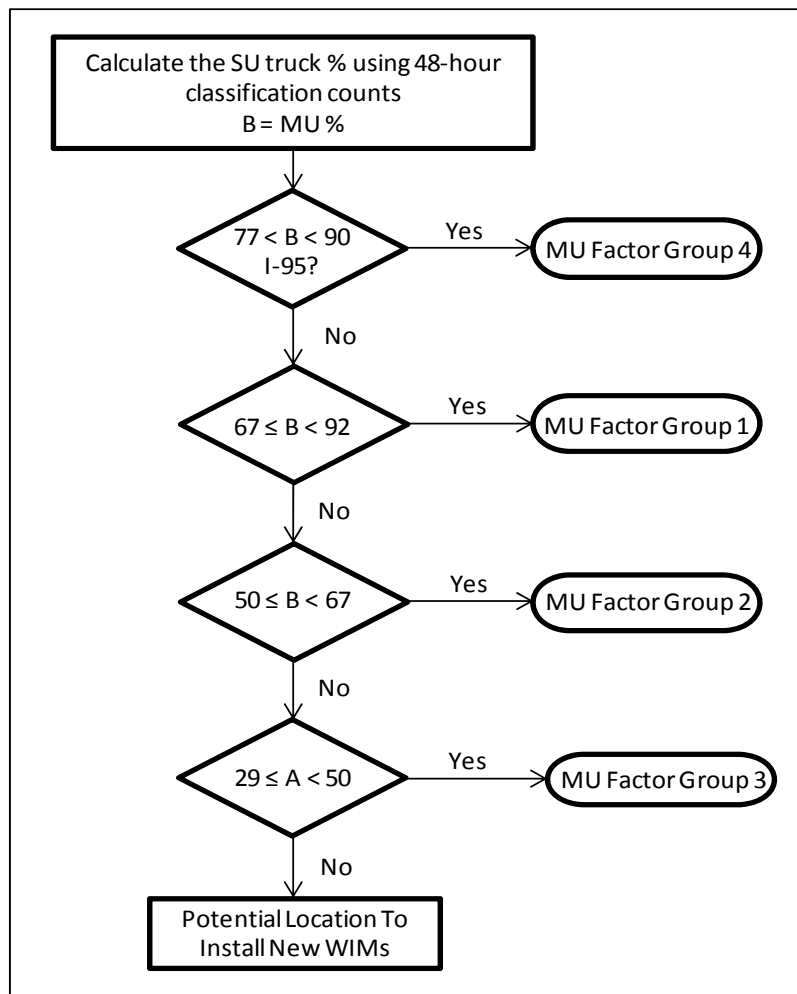 Calculate the SU truck % using 48-hour
classification counts
B = MU %
77 < B < 90
I-95?
Yes
MU Factor Group 4
No
67 ≤ B < 92
Yes
MU Factor Group 1
No
50 ≤ B < 67
Yes
MU Factor Group 2
No
29 ≤ A < 50
Yes
MU Factor Group 3
No
Potential Location To
Install New WIMs